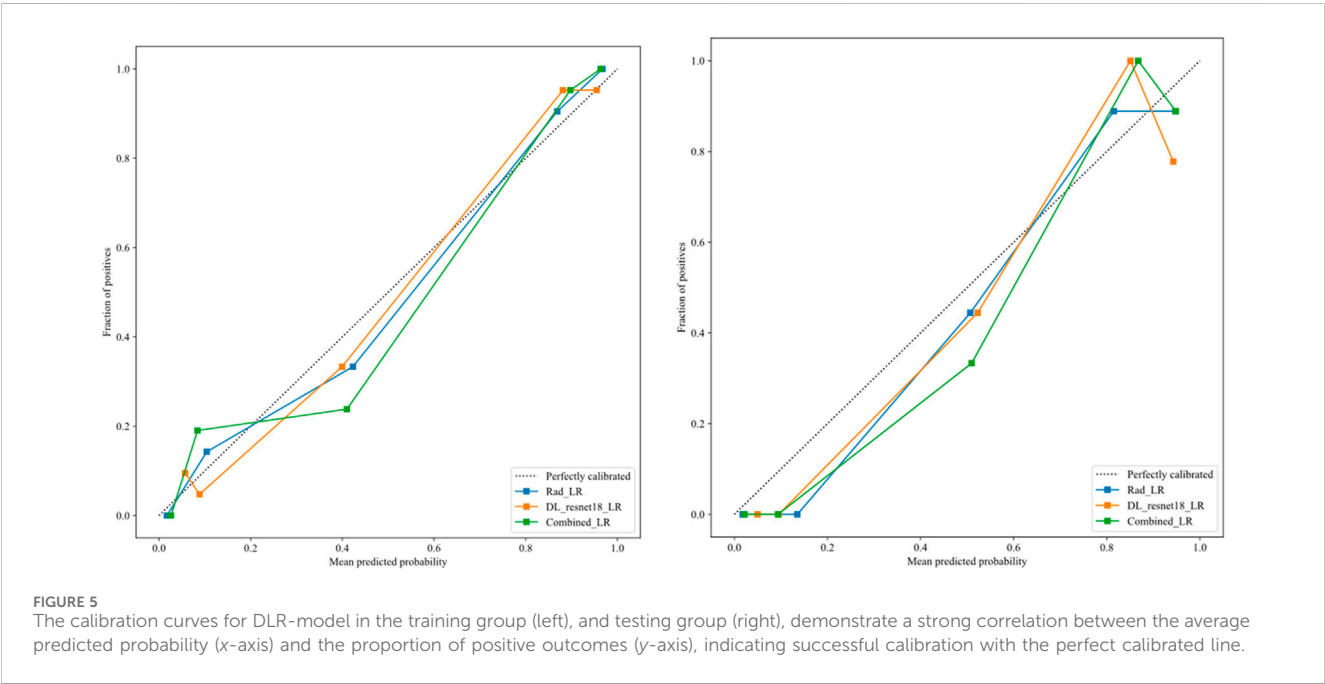 1.0
0.8
0.6
0.4
0.2
0.0
Fraction of positives
0.0 0.2 0.4 0.6 0.8 1.0
Mean predicted probability
Perfectly calibrated
Rad_LR
DL_resnet18_LR
Combined_LR
1.0
0.8
0.6
0.4
0.2
0.0
Fraction of positives
0.0 0.2 0.4 0.6 0.8 1.0
Mean predicted probability
Perfectly calibrated
Rad_LR
DL_resnet18_LR
Combined_LR
FIGURE 5
The calibration curves for DLR-model in the training group (left), and testing group (right), demonstrate a strong correlation between the average
predicted probability (x-axis) and the proportion of positive outcomes (y-axis), indicating successful calibration with the perfect calibrated line.